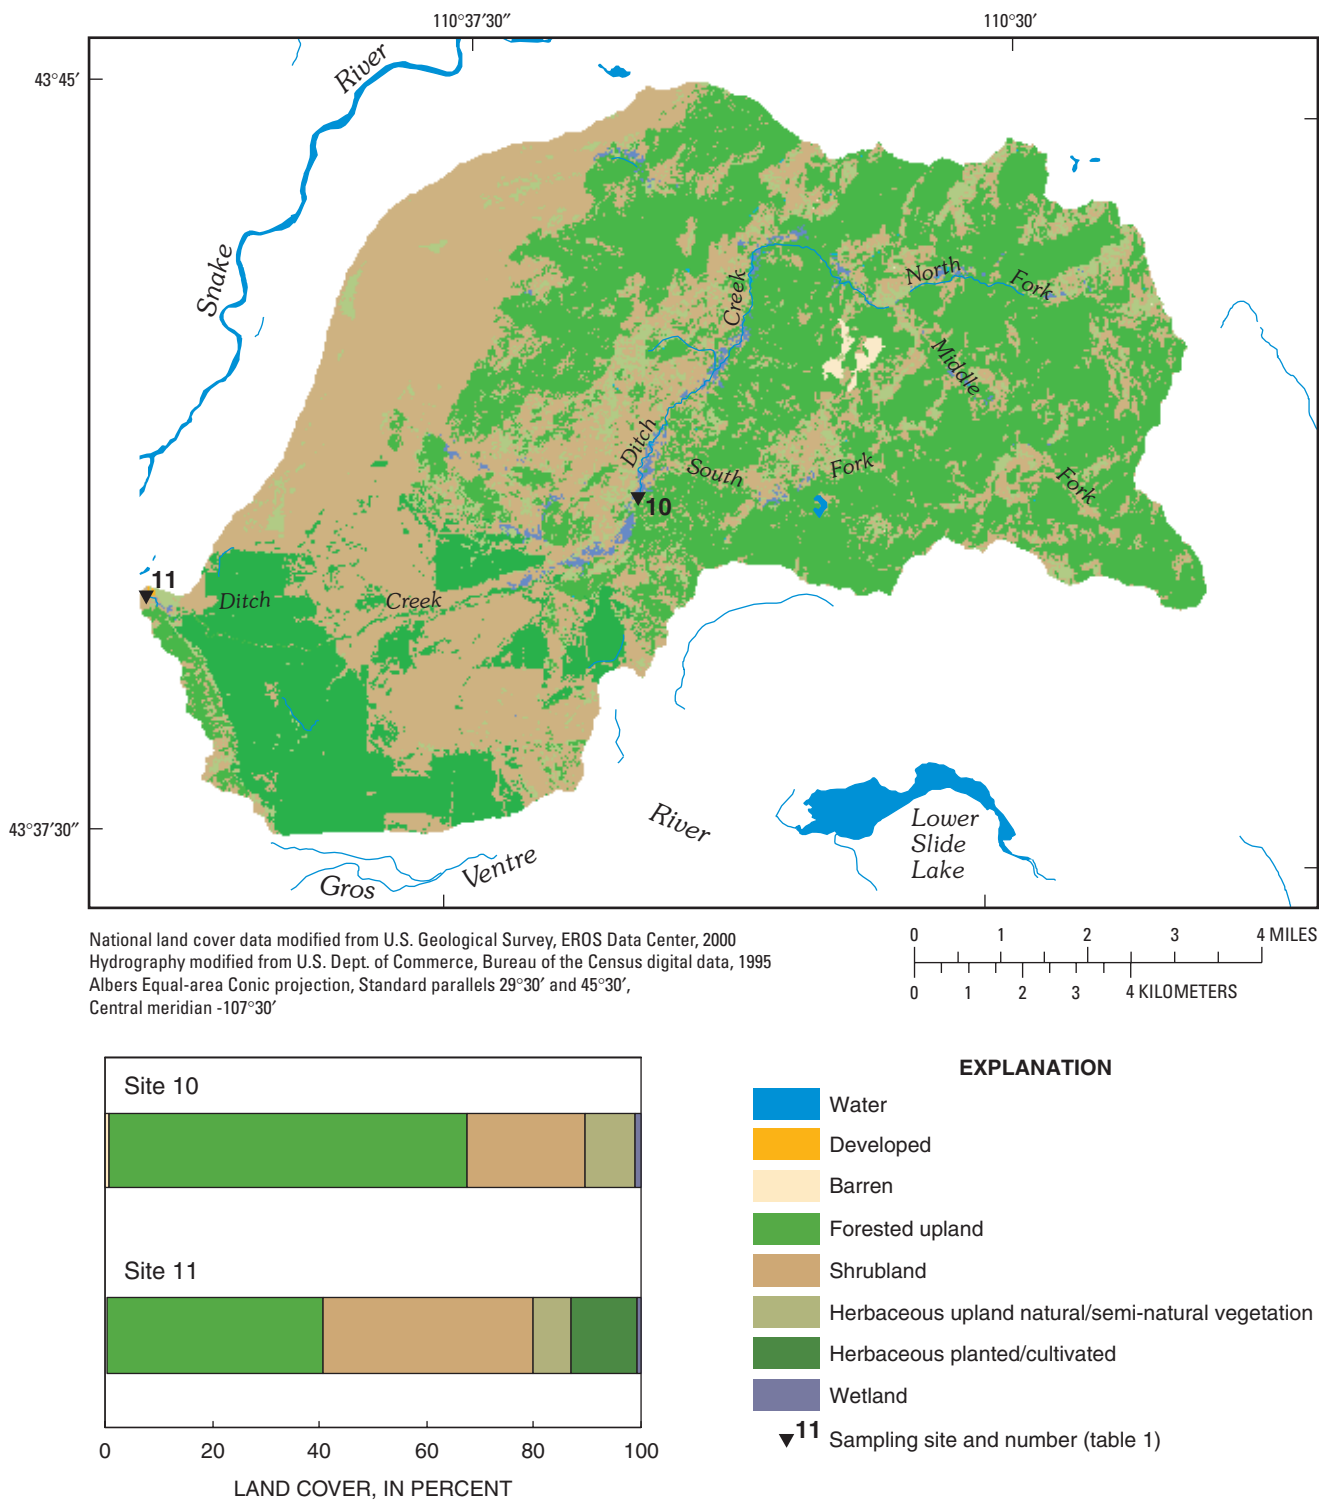 110°37′30″
110°30′
43°45′
River
Snake
Creek
North
Fork
Middle
Ditch
South
Fork
Fork
10
11
Ditch
Creek
43°37′30″
River
Lower
Slide
Lake
Gros
Ventre
National land cover data modified from U.S. Geological Survey, EROS Data Center, 2000
Hydrography modified from U.S. Dept. of Commerce, Bureau of the Census digital data, 1995
Albers Equal-area Conic projection, Standard parallels 29°30′ and 45°30′,
Central meridian -107°30′
0 1 2 3 4 MILES
0 1 2 3 4 KILOMETERS
Site 10
Site 11
0 20 40 60 80 100
LAND COVER, IN PERCENT
EXPLANATION
Water
Developed
Barren
Forested upland
Shrubland
Herbaceous upland natural/semi-natural vegetation
Herbaceous planted/cultivated
Wetland
11 Sampling site and number (table 1)